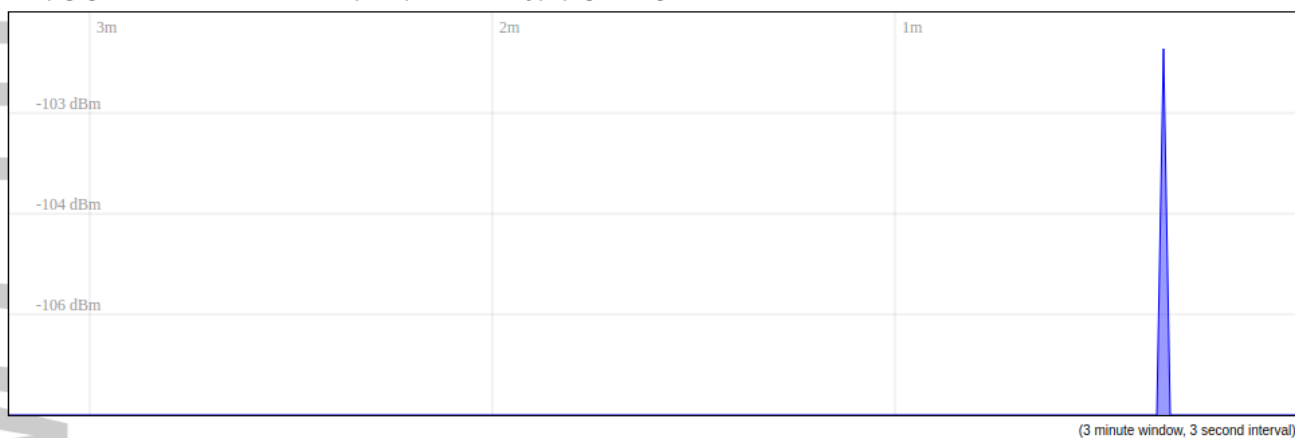 3m 2m 1m
-103 dBm
-104 dBm
-106 dBm
(3 minute window, 3 second interval)